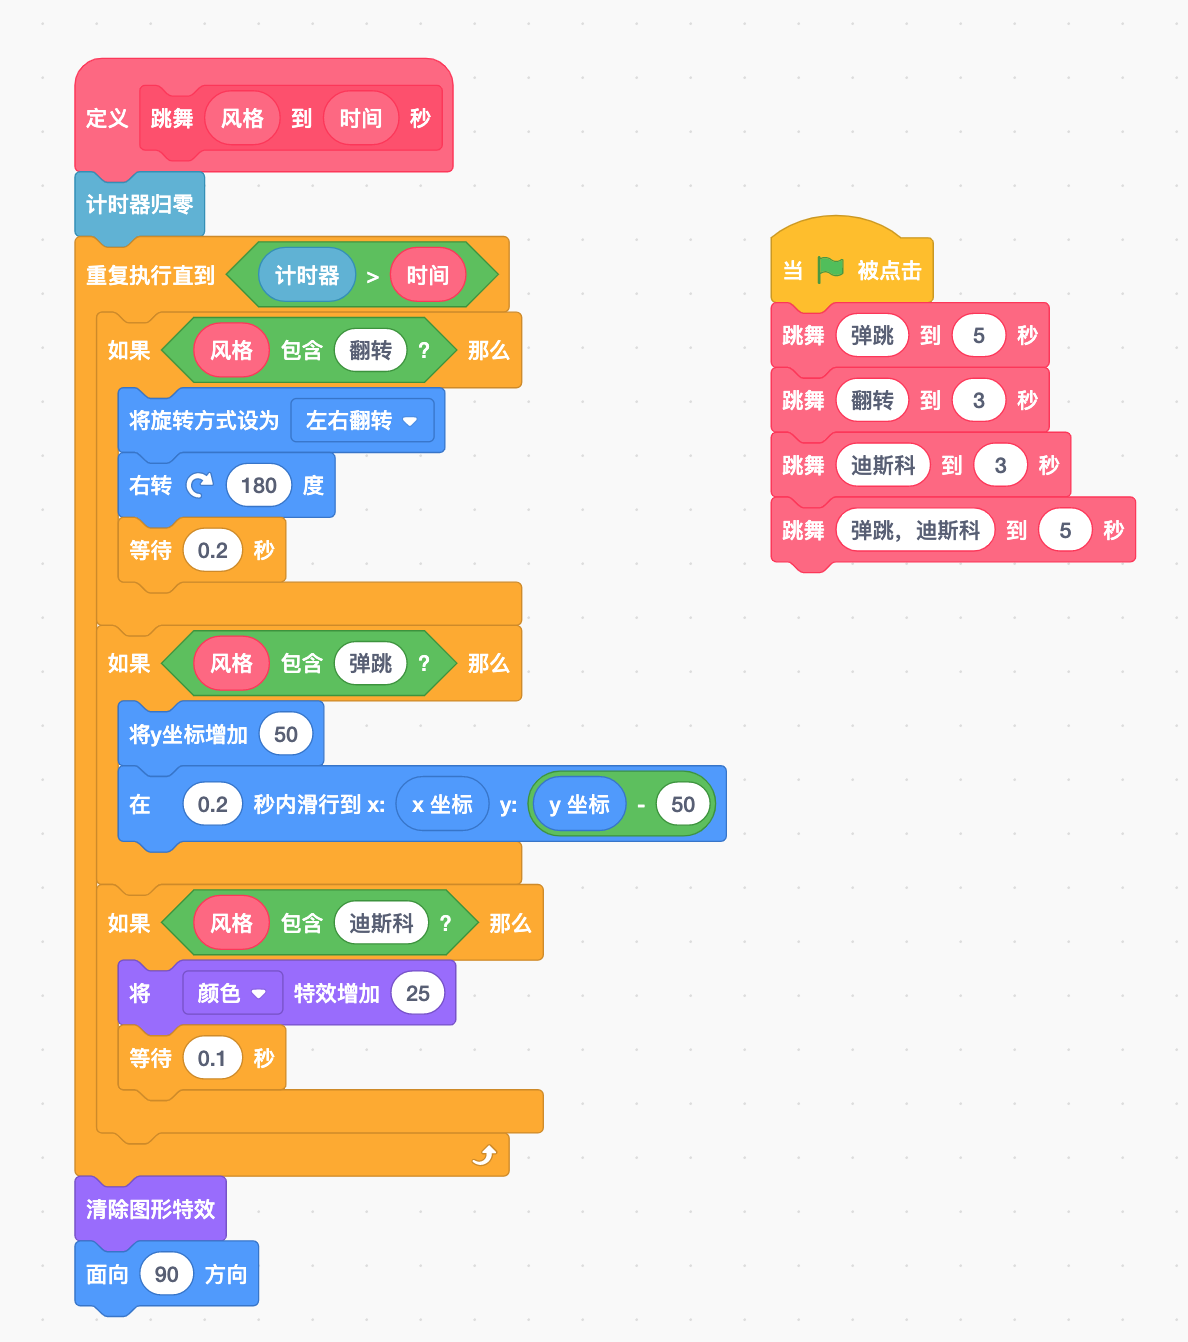 定义 跳舞 风格 到 时间 秒
计时器归零
重复执行直到 计时器 > 时间
如果 风格 包含 翻转 ? 那么
将旋转方式设为 左右翻转
右转 180 度
等待 0.2 秒
如果 风格 包含 弹跳 ? 那么
将y坐标增加 50
在 0.2 秒内滑行到 x: x 坐标 y: y 坐标 - 50
如果 风格 包含 迪斯科 ? 那么
将 颜色 特效增加 25
等待 0.1 秒
清除图形特效
面向 90 方向
当 被点击
跳舞 弹跳 到 5 秒
跳舞 翻转 到 3 秒
跳舞 迪斯科 到 3 秒
跳舞 弹跳，迪斯科 到 5 秒